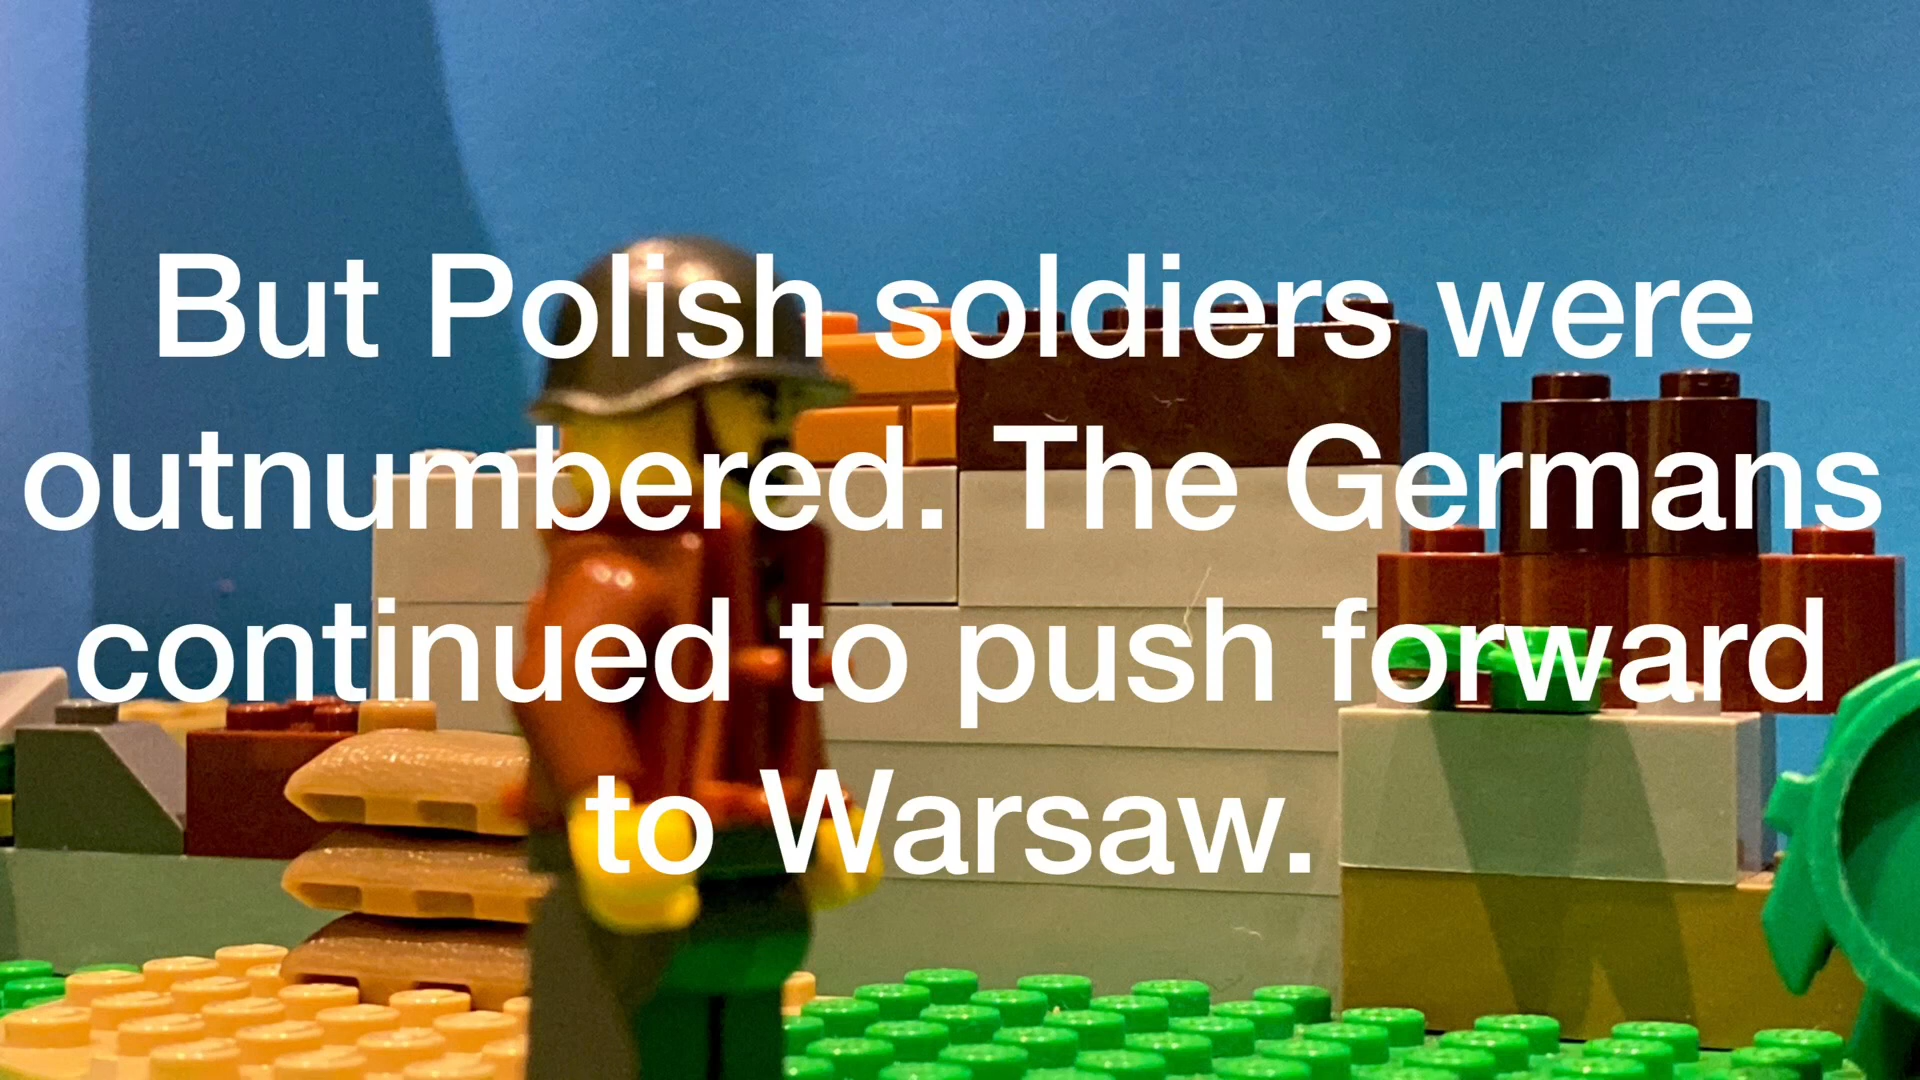 But Polish soldiers were
outnumbered. The Germans
continued to push forward
to Warsaw.